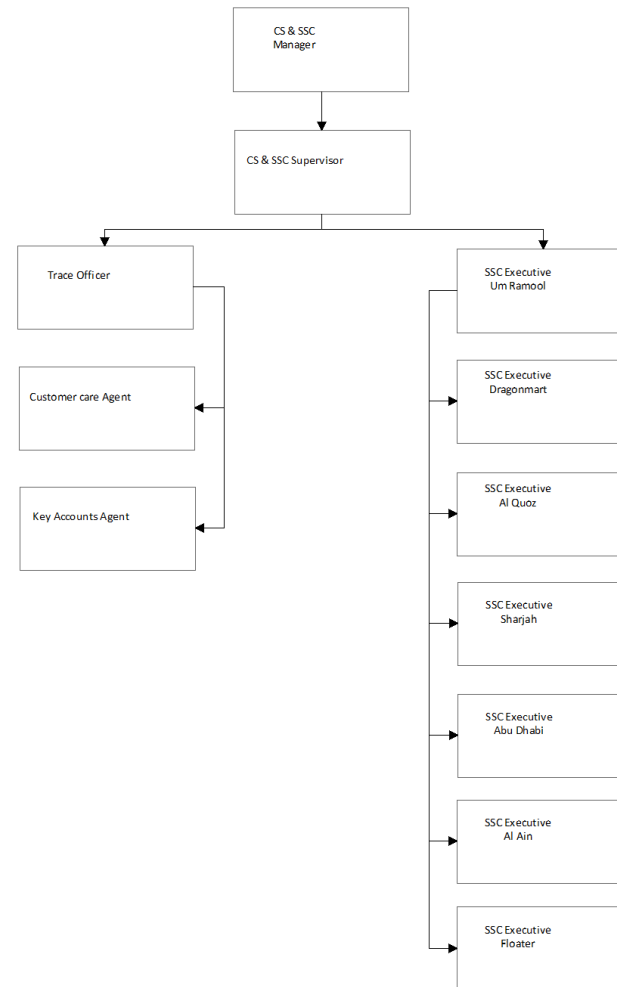 CS & SSC
Manager
CS & SSC Supervisor
Trace Officer
Customer care Agent
Key Accounts Agent
SSC Executive
Um Ramool
SSC Executive
Dragonmart
SSC Executive
Al Quoz
SSC Executive
Sharjah
SSC Executive
Abu Dhabi
SSC Executive
Al Ain
SSC Executive
Floater